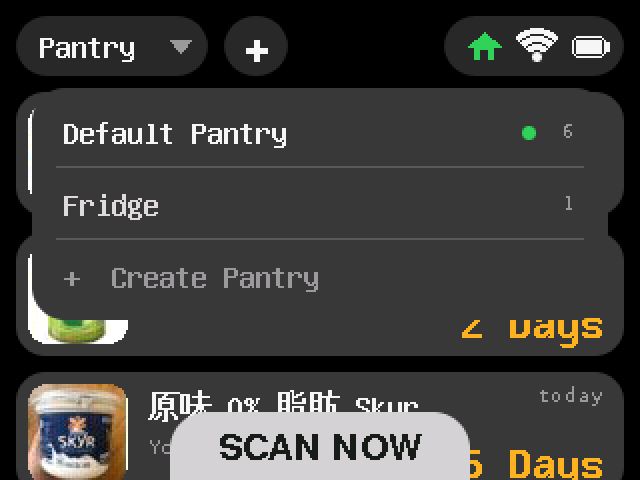 Pantry
+
Default Pantry 6
Fridge 1
+ Create Pantry
2 Days
today
原味 0% 脂肪 Skyr
SKYR
SCAN NOW
5 Days